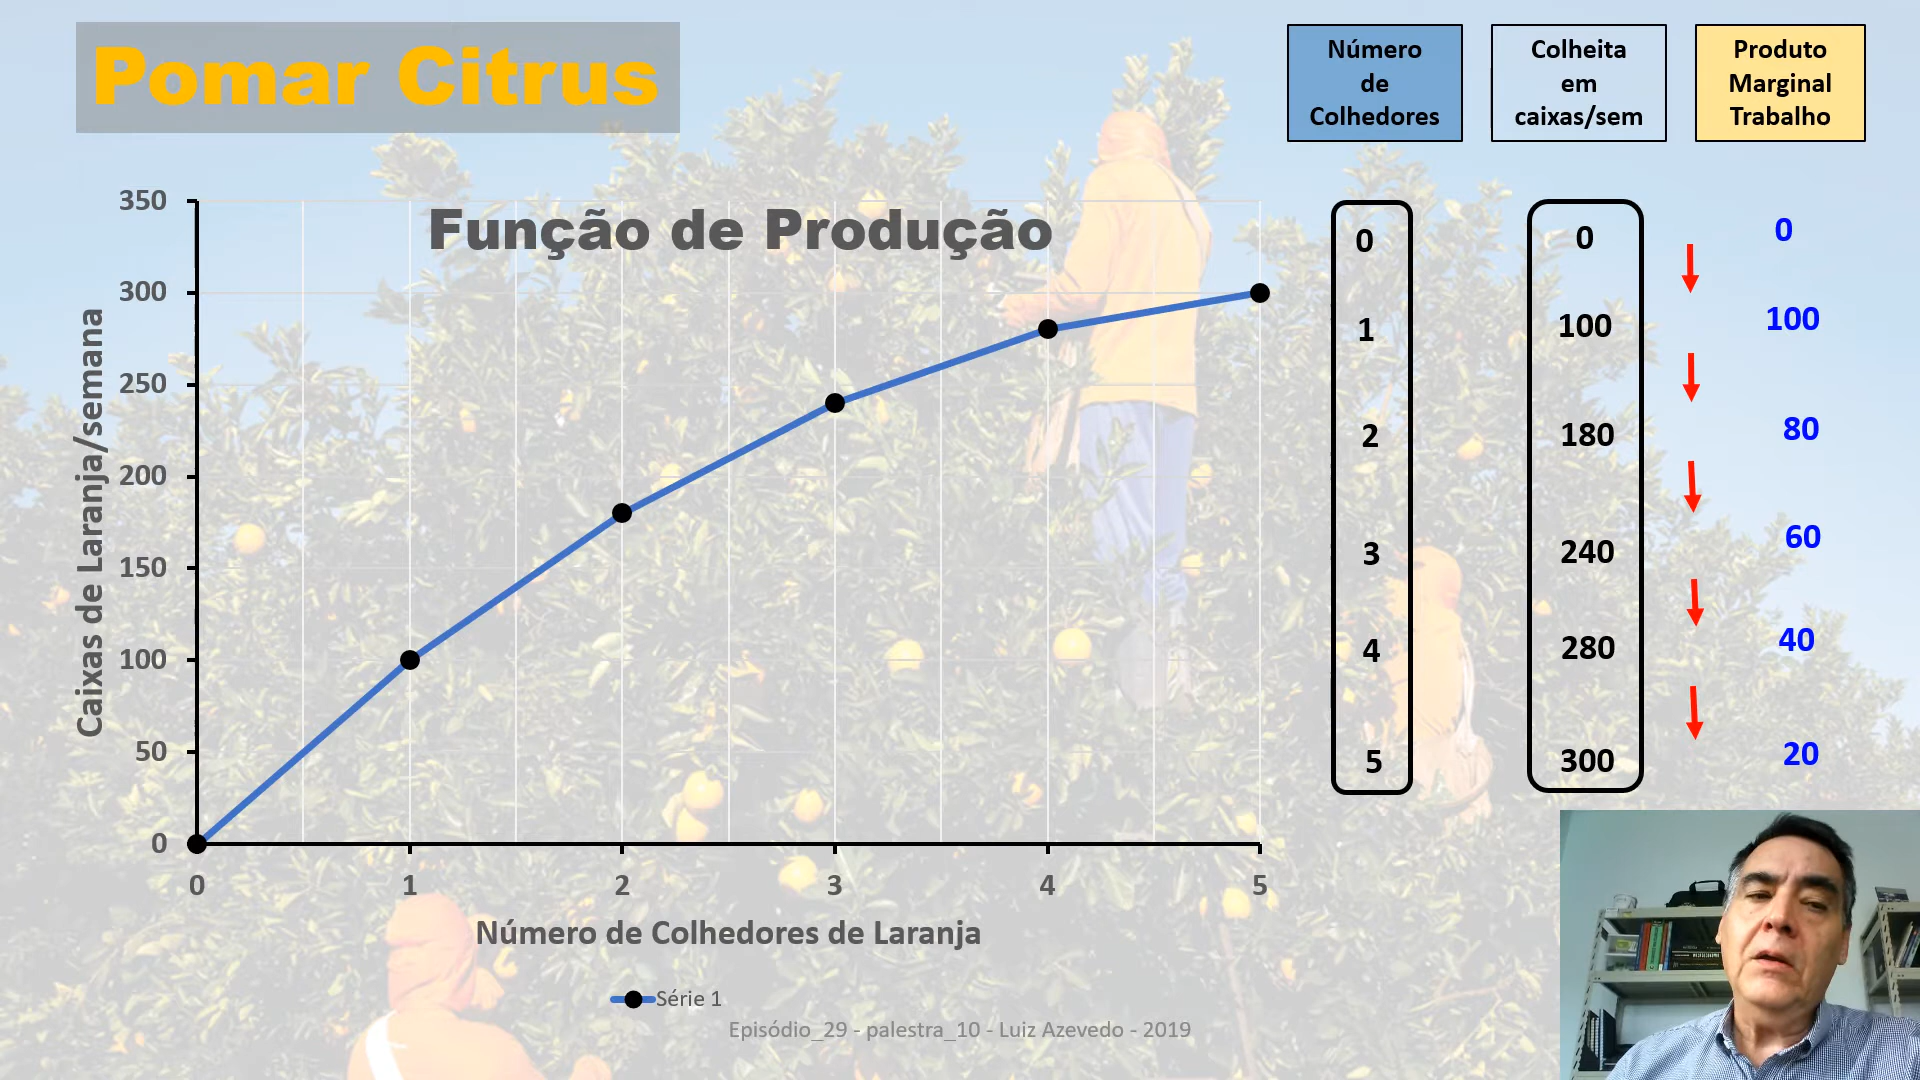 Pomar Citrus
Número
de
Colhedores
Colheita
em
caixas/sem
Produto
Marginal
Trabalho
Função de Produção
Caixas de Laranja/semana
350
300
250
200
150
100
50
0
0 1 2 3 4 5
Número de Colhedores de Laranja
Série 1
0 0 0
1 100 100
2 180 80
3 240 60
4 280 40
5 300 20
Episódio_29 - palestra_10 - Luiz Azevedo - 2019